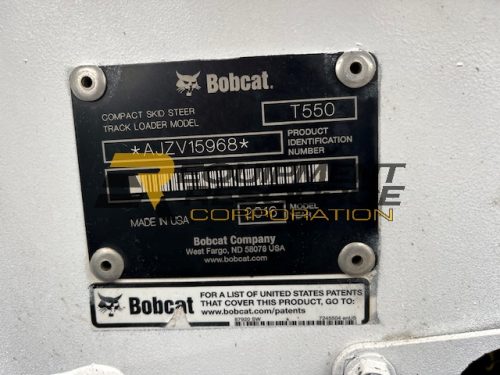 Bobcat.
COMPACT SKID STEER
TRACK LOADER MODEL
T550
*AJZV15968*
PRODUCT
IDENTIFICATION
NUMBER
CORPORATION
MADE IN USA
2016
MODEL
YEAR
Bobcat Company
West Fargo, ND 58078 USA
www.bobcat.com
Bobcat
FOR A LIST OF UNITED STATES PATENTS
THAT COVER THIS PRODUCT, GO TO:
www.bobcat.com/patents